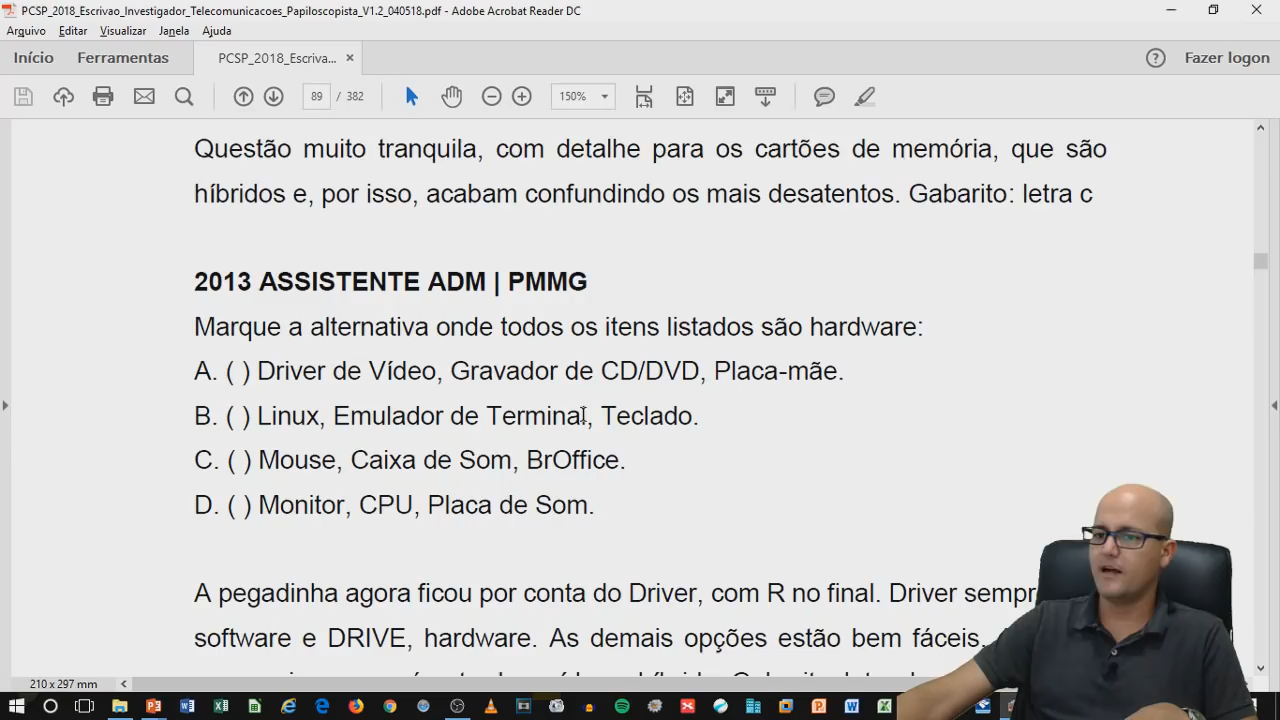 PCSP_2018_Escrivao_Investigador_Telecomunicacoes_Papiloscopista_V1.2_040518.pdf - Adobe Acrobat Reader DC
Arquivo Editar Visualizar Janela Ajuda
Início Ferramentas PCSP_2018_Escriva... × ? Fazer logon
89 / 382 150%
Questão muito tranquila, com detalhe para os cartões de memória, que são
híbridos e, por isso, acabam confundindo os mais desatentos. Gabarito: letra c
2013 ASSISTENTE ADM | PMMG
Marque a alternativa onde todos os itens listados são hardware:
A. ( ) Driver de Vídeo, Gravador de CD/DVD, Placa-mãe.
B. ( ) Linux, Emulador de Terminal, Teclado.
C. ( ) Mouse, Caixa de Som, BrOffice.
D. ( ) Monitor, CPU, Placa de Som.
A pegadinha agora ficou por conta do Driver, com R no final. Driver
software e DRIVE, hardware. As demais opções estão bem fáceis.
210 x 297 mm